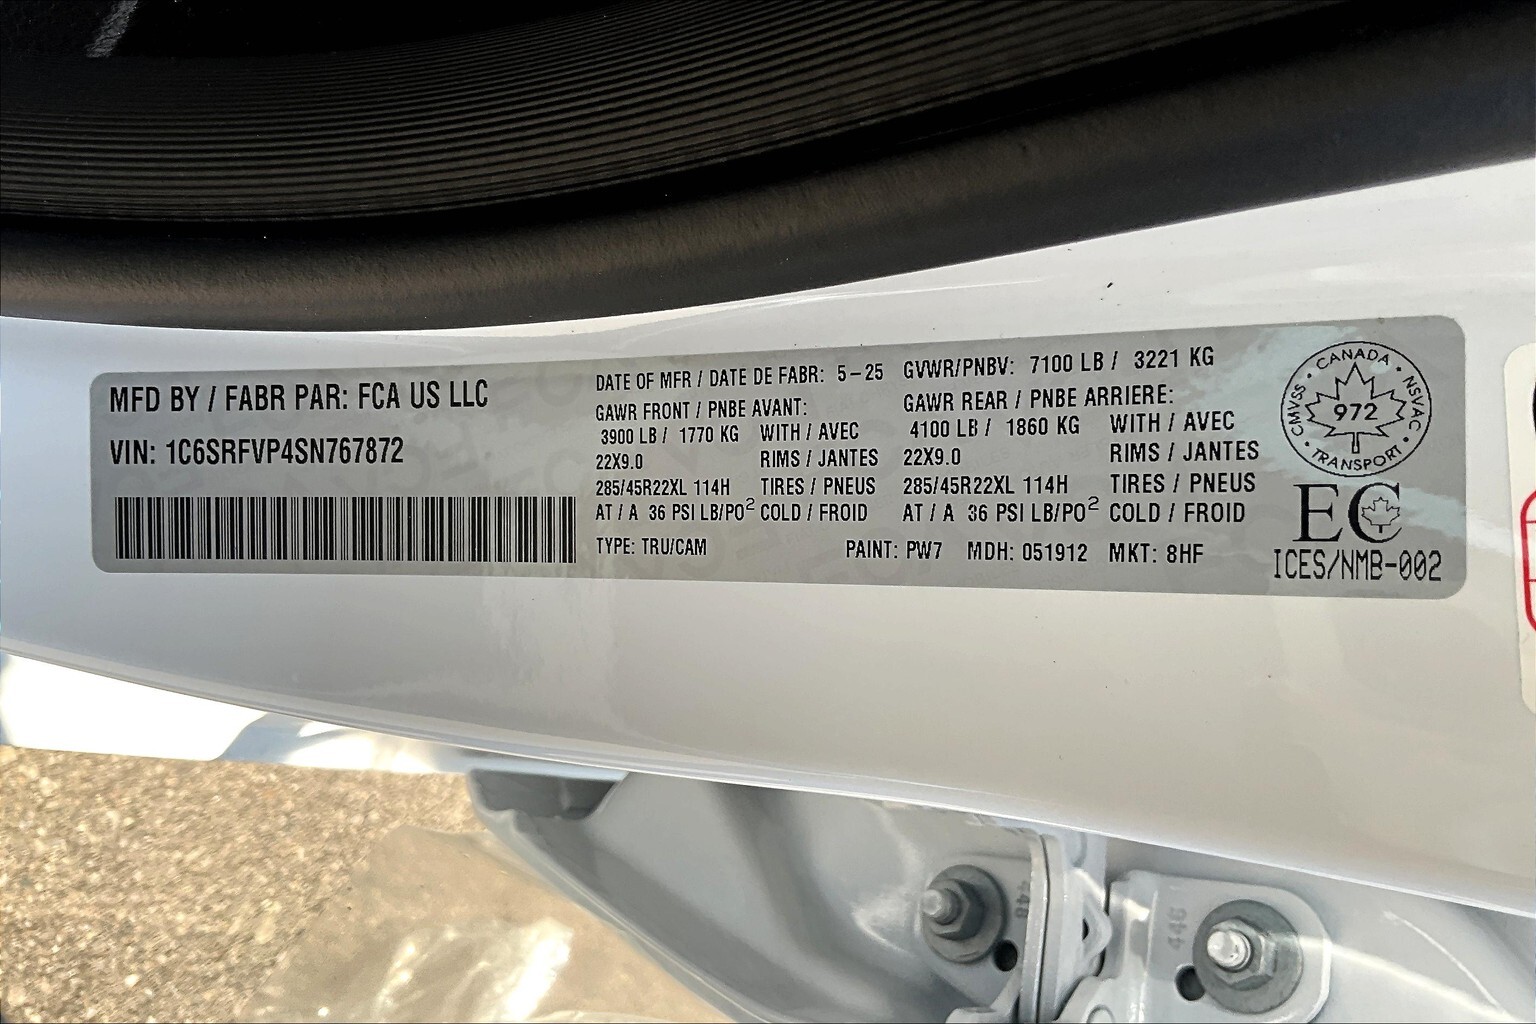 MFD BY / FABR PAR: FCA US LLC
VIN: 1C6SRFVP4SN767872
DATE OF MFR / DATE DE FABR: 5-25 GVWR/PNBV: 7100 LB / 3221 KG
GAWR FRONT / PNBE AVANT: GAWR REAR / PNBE ARRIERE:
3900 LB / 1770 KG WITH / AVEC 4100 LB / 1860 KG WITH / AVEC
22X9.0 RIMS / JANTES 22X9.0 RIMS / JANTES
285/45R22XL 114H TIRES / PNEUS 285/45R22XL 114H TIRES / PNEUS
AT / A 36 PSI LB/PO² COLD / FROID AT / A 36 PSI LB/PO² COLD / FROID
TYPE: TRU/CAM PAINT: PW7 MDH: 051912 MKT: 8HF
CANADA
CMVSS • NSVAC
972
TRANSPORT
EC
ICES/NMB-002
448
448